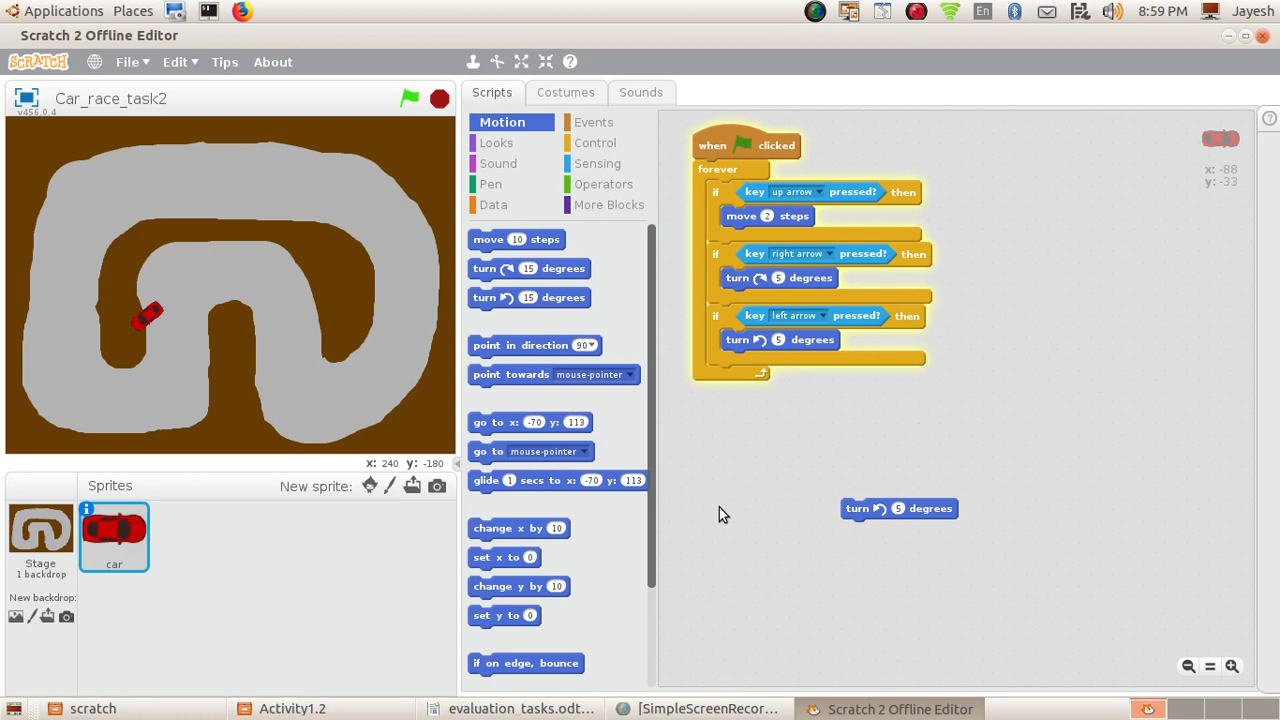 Applications Places En 8:59 PM Jayesh
Scratch 2 Offline Editor
SCRATCH File Edit Tips About
Car_race_task2
v456.0.4
Scripts Costumes Sounds
Motion Events
Looks Control
Sound Sensing
Pen Operators
Data More Blocks
move 10 steps
turn 15 degrees
turn 15 degrees
point in direction 90
point towards mouse-pointer
go to x: -70 y: 113
go to mouse-pointer
glide 1 secs to x: -70 y: 113
change x by 10
set x to 0
change y by 10
set y to 0
if on edge, bounce
when clicked
forever
if key up arrow pressed? then
move 2 steps
if key right arrow pressed? then
turn 5 degrees
if key left arrow pressed? then
turn 5 degrees
turn 5 degrees
x: -88
y: -33
x: 240 y: -180
Sprites New sprite:
Stage
1 backdrop
New backdrop:
car
scratch Activity1.2 evaluation_tasks.odt... [SimpleScreenRecor... Scratch 2 Offline Editor